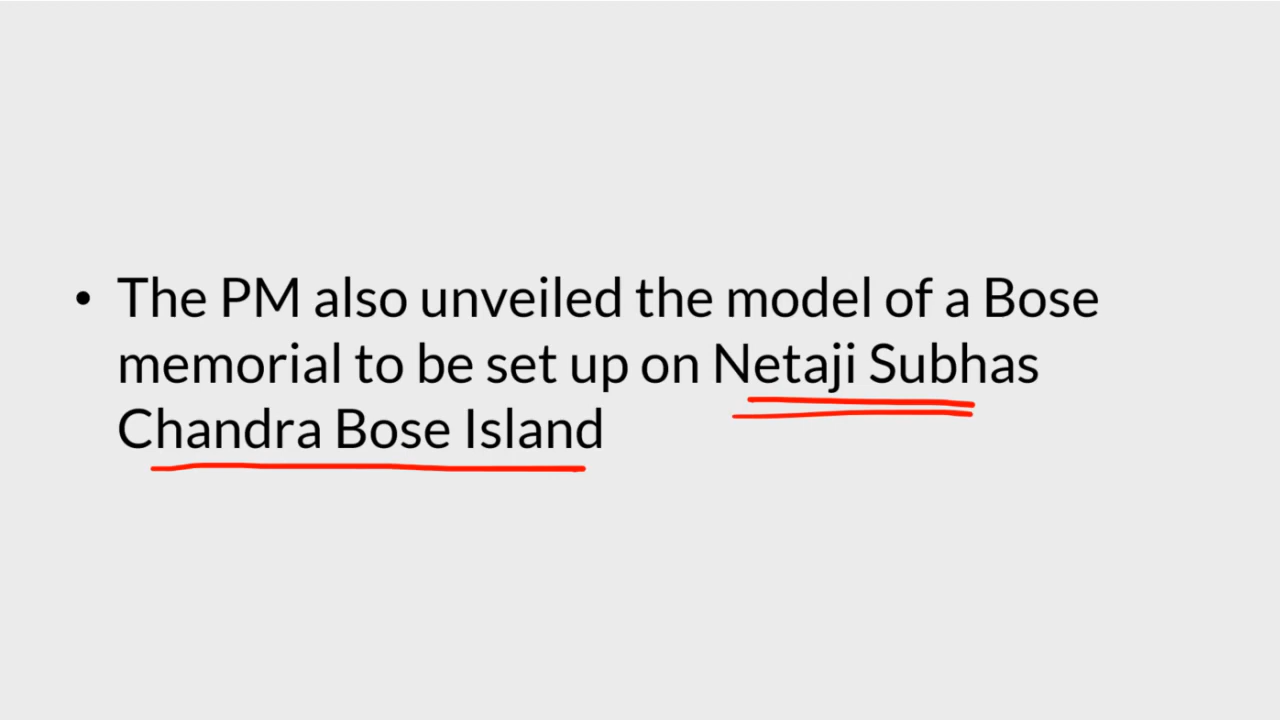 • The PM also unveiled the model of a Bose
memorial to be set up on Netaji Subhas
Chandra Bose Island